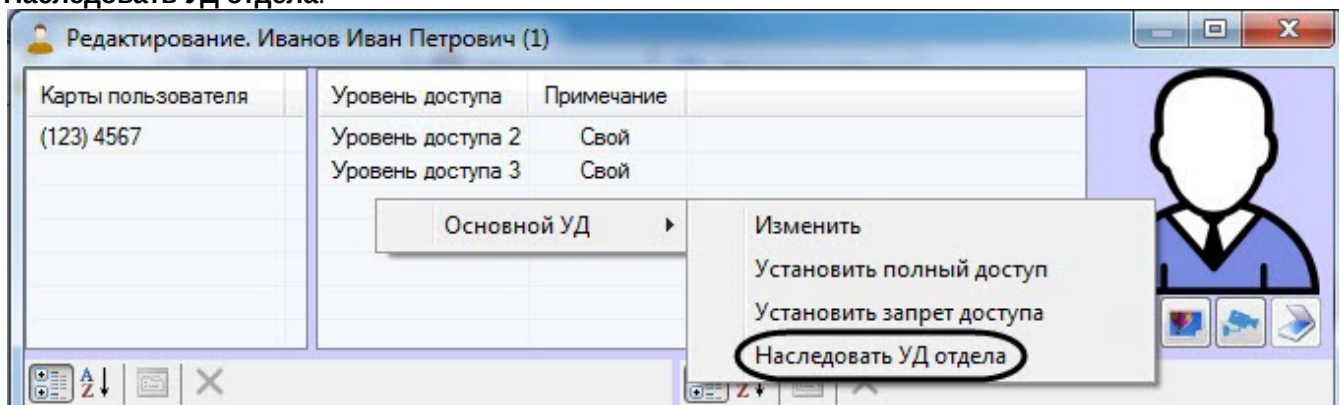 Наследовать УД отдела.
Редактирование. Иванов Иван Петрович (1)
Карты пользователя
Уровень доступа Примечание
(123) 4567
Уровень доступа 2 Свой
Уровень доступа 3 Свой
Основной УД
Изменить
Установить полный доступ
Установить запрет доступа
Наследовать УД отдела